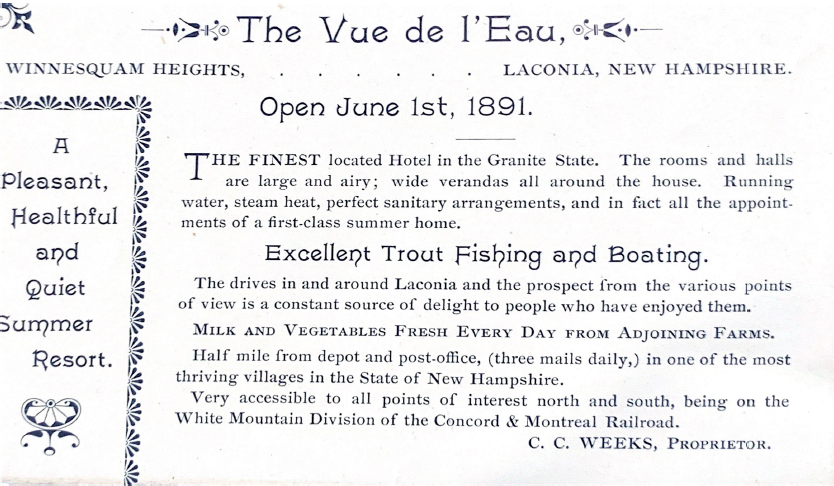 The Vue de l'Eau,
WINNESQUAM HEIGHTS, . . . . . . LACONIA, NEW HAMPSHIRE.
Open June 1st, 1891.
A
Pleasant,
Healthful
and
Quiet
Summer
Resort.
THE FINEST located Hotel in the Granite State. The rooms and halls
are large and airy; wide verandas all around the house. Running
water, steam heat, perfect sanitary arrangements, and in fact all the appoint-
ments of a first-class summer home.
Excellent Trout Fishing and Boating.
The drives in and around Laconia and the prospect from the various points
of view is a constant source of delight to people who have enjoyed them.
MILK AND VEGETABLES FRESH EVERY DAY FROM ADJOINING FARMS.
Half mile from depot and post-office, (three mails daily,) in one of the most
thriving villages in the State of New Hampshire.
Very accessible to all points of interest north and south, being on the
White Mountain Division of the Concord & Montreal Railroad.
C. C. WEEKS, PROPRIETOR.